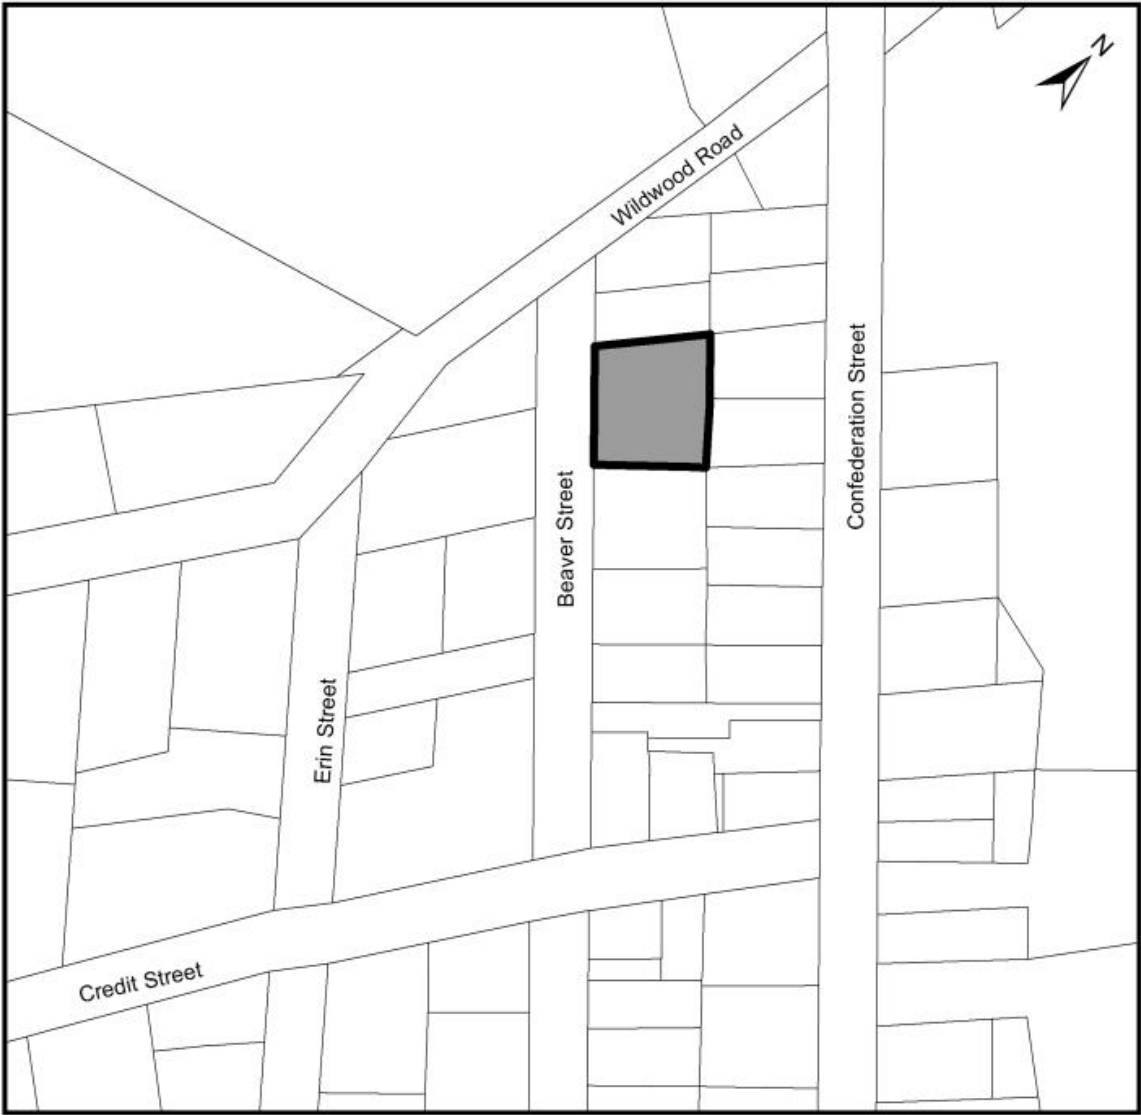 N
Wildwood Road
Confederation Street
Beaver Street
Erin Street
Credit Street